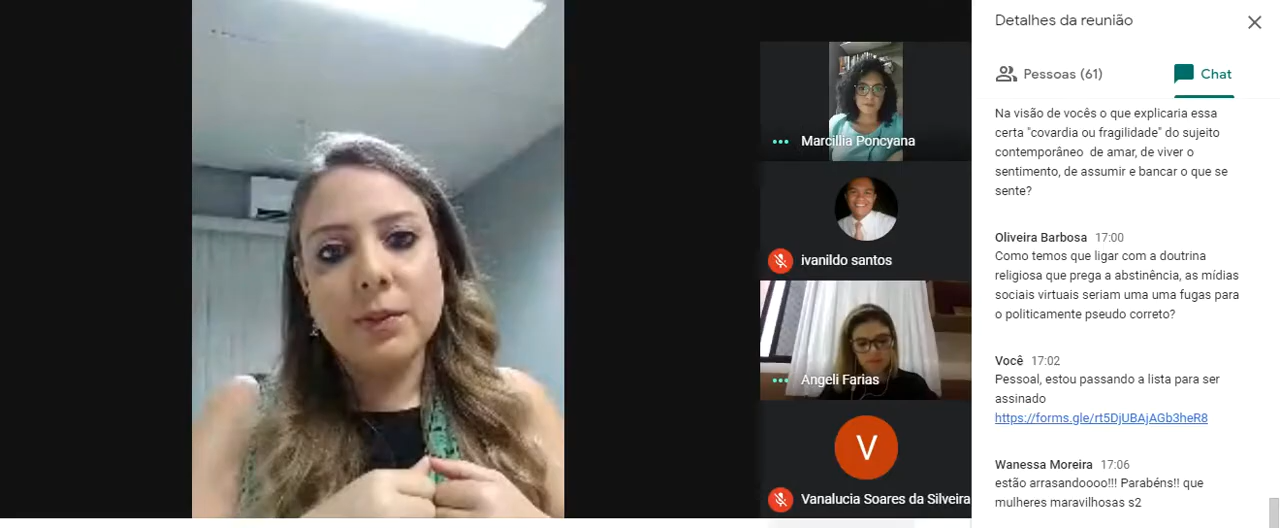 Marcillia Poncyana
ivanildo santos
Angeli Farias
V
Vanalucia Soares da Silveira
Detalhes da reunião
Pessoas (61)
Chat
Na visão de vocês o que explicaria essa
certa "covardia ou fragilidade" do sujeito
contemporâneo  de amar, de viver o
sentimento, de assumir e bancar o que se
sente?
Oliveira Barbosa 17:00
Como temos que ligar com a doutrina
religiosa que prega a abstinência, as mídias
sociais virtuais seriam uma uma fugas para
o politicamente pseudo correto?
Você 17:02
Pessoal, estou passando a lista para ser
assinado
https://forms.gle/rt5DjUBAjAGb3heR8
Wanessa Moreira 17:06
estão arrasandoooo!!! Parabéns!! que
mulheres maravilhosas s2